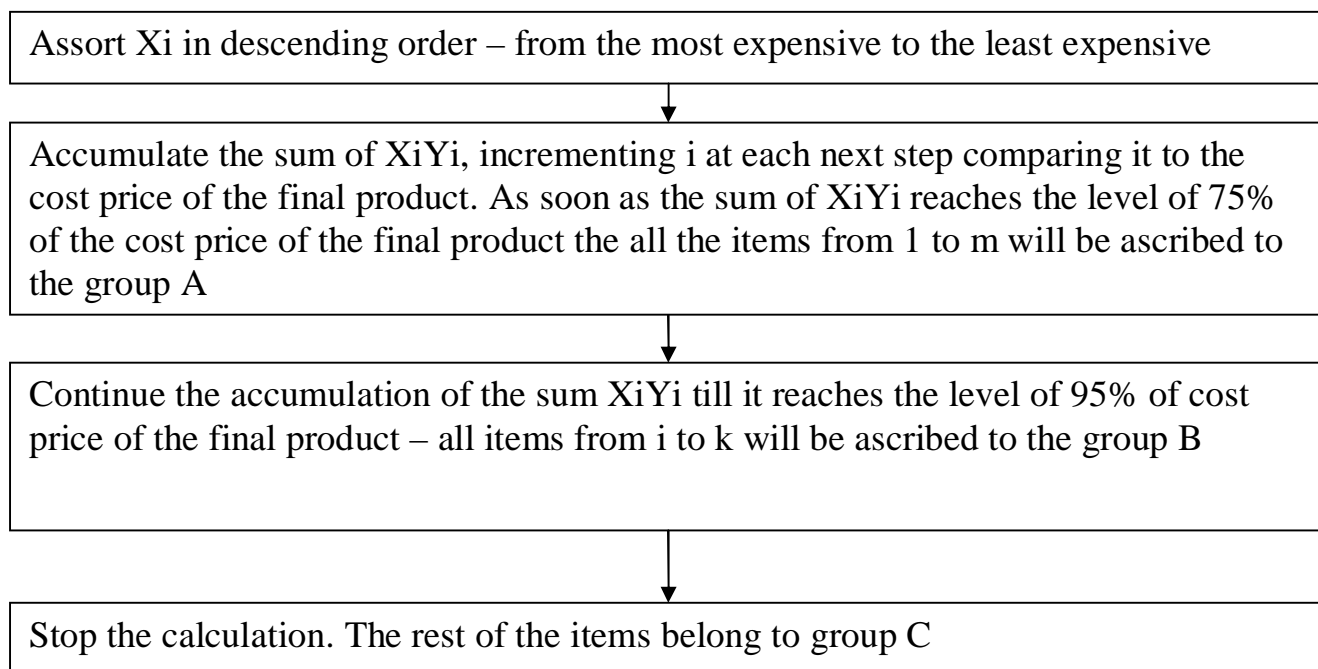 Assort Xi in descending order – from the most expensive to the least expensive
Accumulate the sum of XiYi, incrementing i at each next step comparing it to the
cost price of the final product. As soon as the sum of XiYi reaches the level of 75%
of the cost price of the final product the all the items from 1 to m will be ascribed to
the group A
Continue the accumulation of the sum XiYi till it reaches the level of 95% of cost
price of the final product – all items from i to k will be ascribed to the group B
Stop the calculation. The rest of the items belong to group C